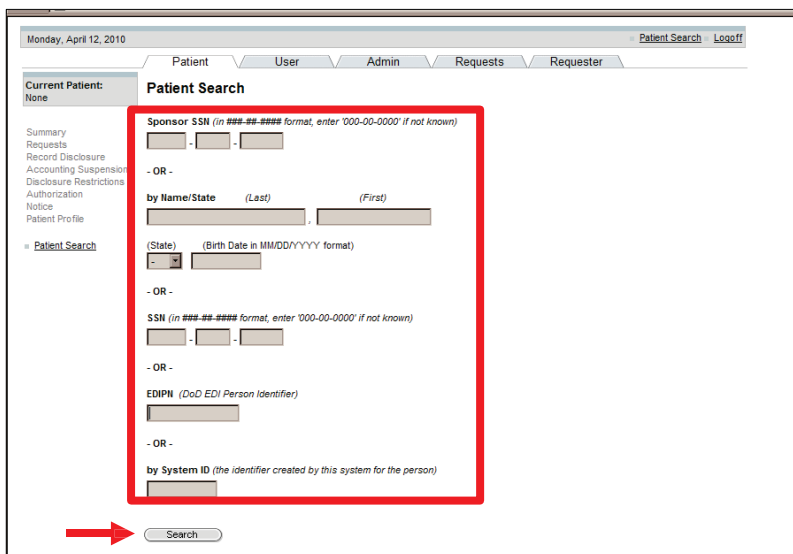 Monday, April 12, 2010
Patient Search Logoff
Patient User Admin Requests Requester
Current Patient:
None
Patient Search
Summary
Requests
Record Disclosure
Accounting Suspension
Disclosure Restrictions
Authorization
Notice
Patient Profile
Patient Search
Sponsor SSN (in ###-##-#### format, enter '000-00-0000' if not known)
- -
- OR -
by Name/State (Last) (First)
,
(State) (Birth Date in MM/DD/YYYY format)
-
- OR -
SSN (in ###-##-#### format, enter '000-00-0000' if not known)
- -
- OR -
EDIPN (DoD EDI Person Identifier)
- OR -
by System ID (the identifier created by this system for the person)
Search